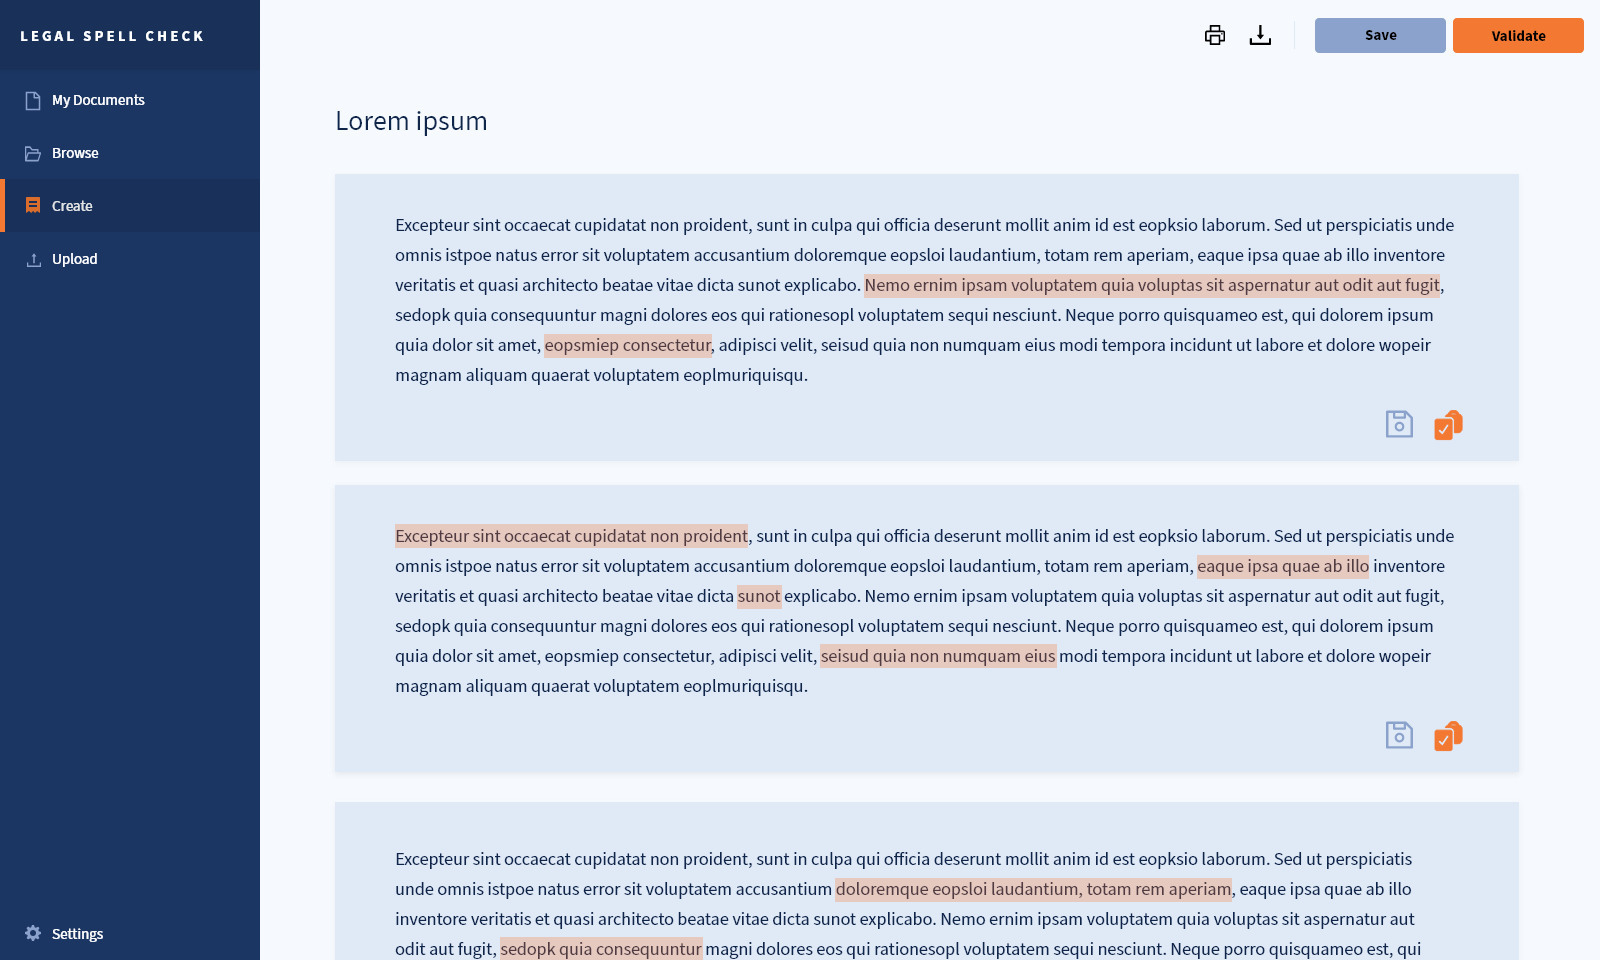 LEGAL SPELL CHECK
My Documents
Browse
Create
Upload
Settings
Save
Validate
Lorem ipsum
Excepteur sint occaecat cupidatat non proident, sunt in culpa qui officia deserunt mollit anim id est eopksio laborum. Sed ut perspiciatis unde
omnis istpoe natus error sit voluptatem accusantium doloremque eopsloi laudantium, totam rem aperiam, eaque ipsa quae ab illo inventore
veritatis et quasi architecto beatae vitae dicta sunot explicabo. Nemo ernim ipsam voluptatem quia voluptas sit aspernatur aut odit aut fugit,
sedopk quia consequuntur magni dolores eos qui rationesopl voluptatem sequi nesciunt. Neque porro quisquameo est, qui dolorem ipsum
quia dolor sit amet, eopsmiep consectetur, adipisci velit, seisud quia non numquam eius modi tempora incidunt ut labore et dolore wopeir
magnam aliquam quaerat voluptatem eoplmuriquisqu.
Excepteur sint occaecat cupidatat non proident, sunt in culpa qui officia deserunt mollit anim id est eopksio laborum. Sed ut perspiciatis unde
omnis istpoe natus error sit voluptatem accusantium doloremque eopsloi laudantium, totam rem aperiam, eaque ipsa quae ab illo inventore
veritatis et quasi architecto beatae vitae dicta sunot explicabo. Nemo ernim ipsam voluptatem quia voluptas sit aspernatur aut odit aut fugit,
sedopk quia consequuntur magni dolores eos qui rationesopl voluptatem sequi nesciunt. Neque porro quisquameo est, qui dolorem ipsum
quia dolor sit amet, eopsmiep consectetur, adipisci velit, seisud quia non numquam eius modi tempora incidunt ut labore et dolore wopeir
magnam aliquam quaerat voluptatem eoplmuriquisqu.
Excepteur sint occaecat cupidatat non proident, sunt in culpa qui officia deserunt mollit anim id est eopksio laborum. Sed ut perspiciatis
unde omnis istpoe natus error sit voluptatem accusantium doloremque eopsloi laudantium, totam rem aperiam, eaque ipsa quae ab illo
inventore veritatis et quasi architecto beatae vitae dicta sunot explicabo. Nemo ernim ipsam voluptatem quia voluptas sit aspernatur aut
odit aut fugit, sedopk quia consequuntur magni dolores eos qui rationesopl voluptatem sequi nesciunt. Neque porro quisquameo est, qui